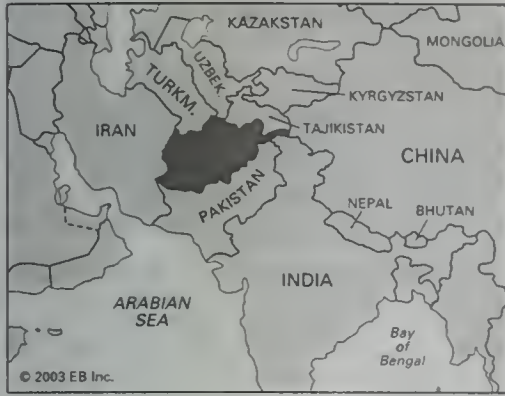 KAZAKSTAN
MONGOLIA
UZBEK.
TURKM.
KYRGYZSTAN
IRAN
TAJIKISTAN
CHINA
PAKISTAN
NEPAL
BHUTAN
INDIA
ARABIAN
SEA
Bay
of
Bengal
© 2003 EB Inc.